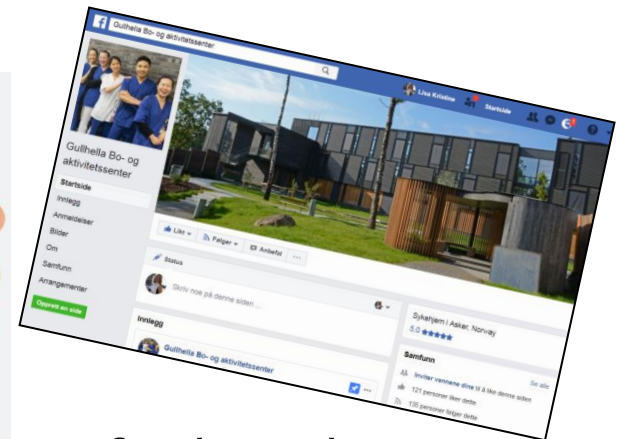 Gullhella Bo- og aktivitetssenter
Lisa Kristine Startside
Gullhella Bo- og
aktivitetssenter
Startside
Innlegg
Anmeldelser
Bilder
Om
Samfunn
Arrangementer
Opprett en side
Likt Følger Anbefal ...
Status
Skriv noe på denne siden ...
Innlegg
Gullhella Bo- og aktivitetssenter
Sykehjem i Asker, Norway
5,0 ★★★★★
Samfunn
Se alle
Inviter vennene dine til å like denne siden
121 personer liker dette
135 personer følger dette